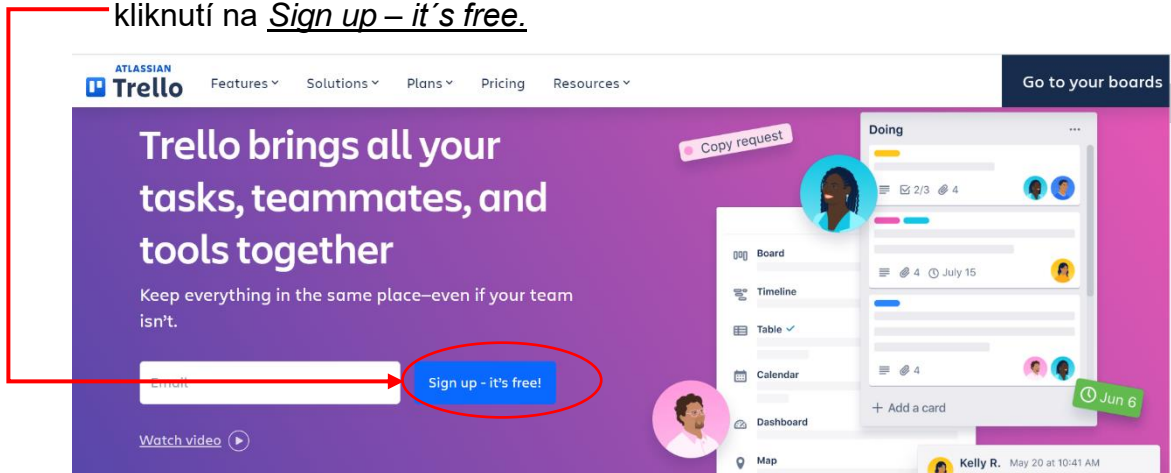 kliknutí na Sign up – it´s free.
ATLASSIAN
Trello
Features Solutions Plans Pricing Resources
Go to your boards
Trello brings all your
tasks, teammates, and
tools together
Keep everything in the same place–even if your team
isn't.
Email
Sign up - it's free!
Watch video
Copy request
Doing
2/3 4
4 July 15
4
+ Add a card
Jun 6
Board
Timeline
Table
Calendar
Dashboard
Map
Kelly R. May 20 at 10:41 AM